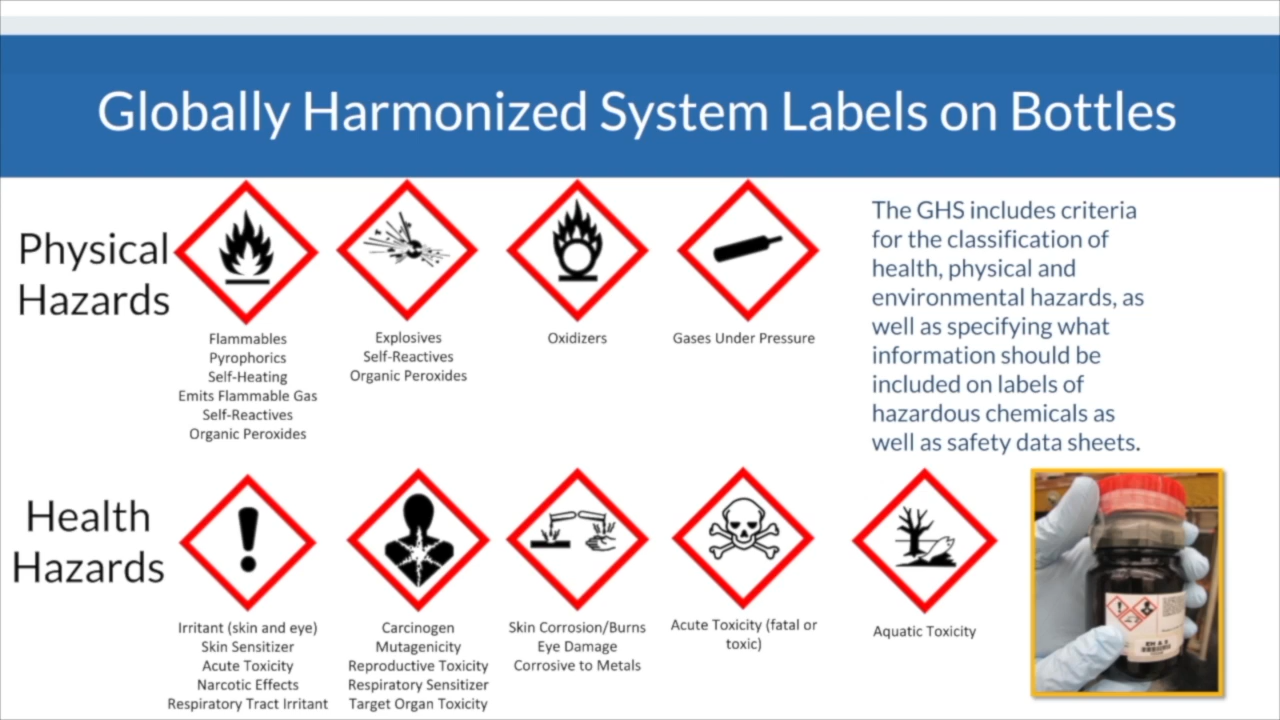 Globally Harmonized System Labels on Bottles
Physical
Hazards
Flammables
Pyrophorics
Self-Heating
Emits Flammable Gas
Self-Reactives
Organic Peroxides
Explosives
Self-Reactives
Organic Peroxides
Oxidizers
Gases Under Pressure
The GHS includes criteria
for the classification of
health, physical and
environmental hazards, as
well as specifying what
information should be
included on labels of
hazardous chemicals as
well as safety data sheets.
Health
Hazards
Irritant (skin and eye)
Skin Sensitizer
Acute Toxicity
Narcotic Effects
Respiratory Tract Irritant
Carcinogen
Mutagenicity
Reproductive Toxicity
Respiratory Sensitizer
Target Organ Toxicity
Skin Corrosion/Burns
Eye Damage
Corrosive to Metals
Acute Toxicity (fatal or
toxic)
Aquatic Toxicity